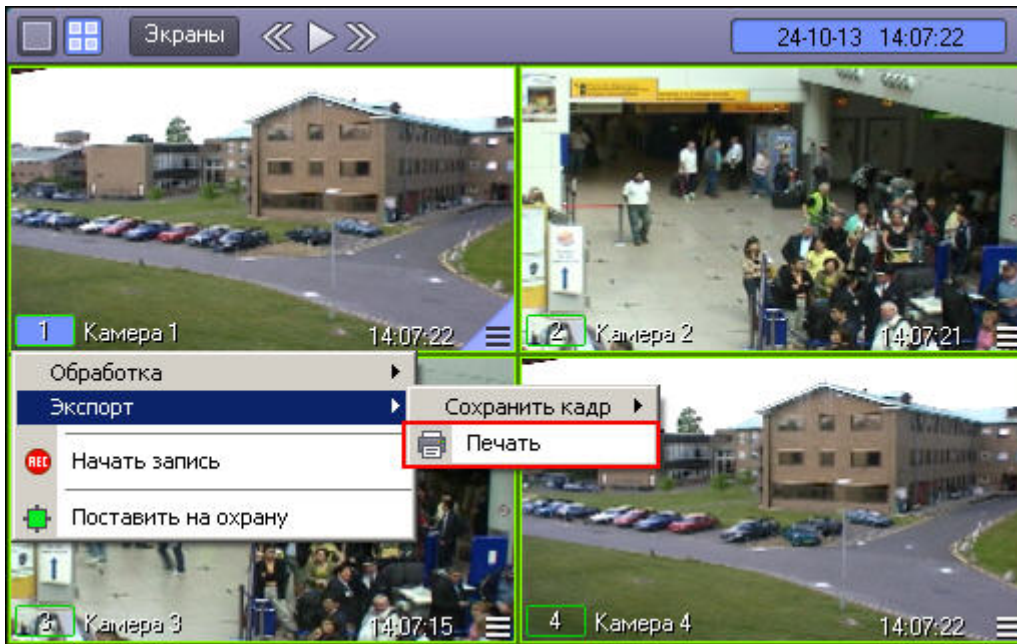 Экраны
24-10-13 14:07:22
1 Камера 1 14:07:22
2 Камера 2 14:07:21
Обработка
Экспорт
Сохранить кадр
Печать
REC Начать запись
Поставить на охрану
3 Камера 3 14:07:15
4 Камера 4 14:07:22